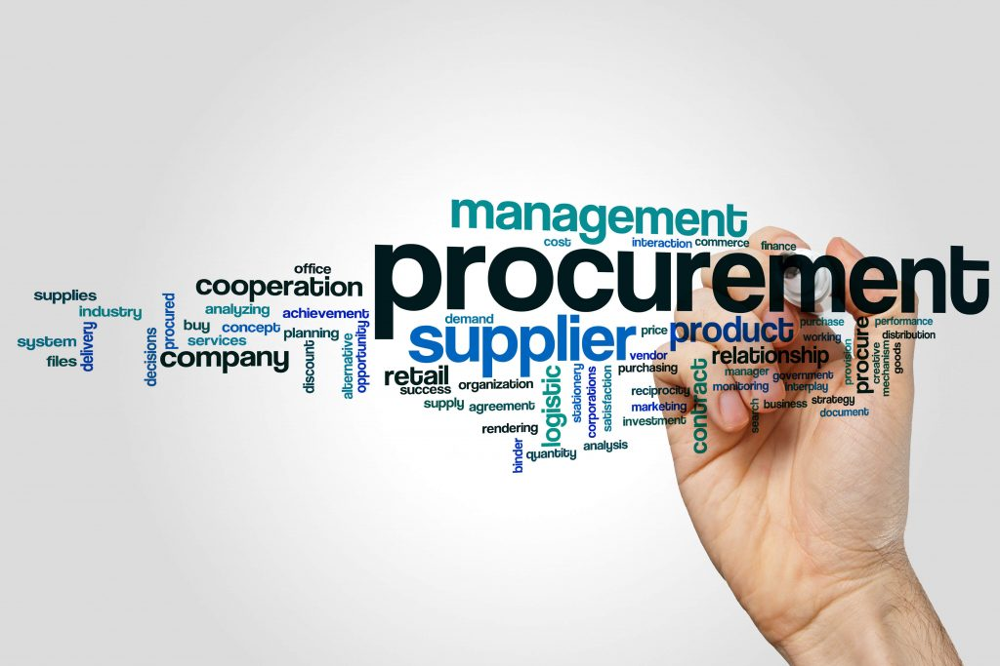 management
cost
interaction
commerce
finance
procurement
office
cooperation
supplies
industry
system
files
delivery
decisions
procured
buy
analyzing
concept
services
company
achievement
planning
discount
alternative
opportunity
demand
supplier
price
product
purchase
working
provision
procure
performance
distribution
creative
mechanism
goods
vendor
purchasing
relationship
manager
government
monitoring
interplay
retail
success
organization
supply
agreement
logistic
stationery
corporations
satisfaction
reciprocity
marketing
investment
contract
search
business
strategy
document
rendering
binder
quantity
analysis